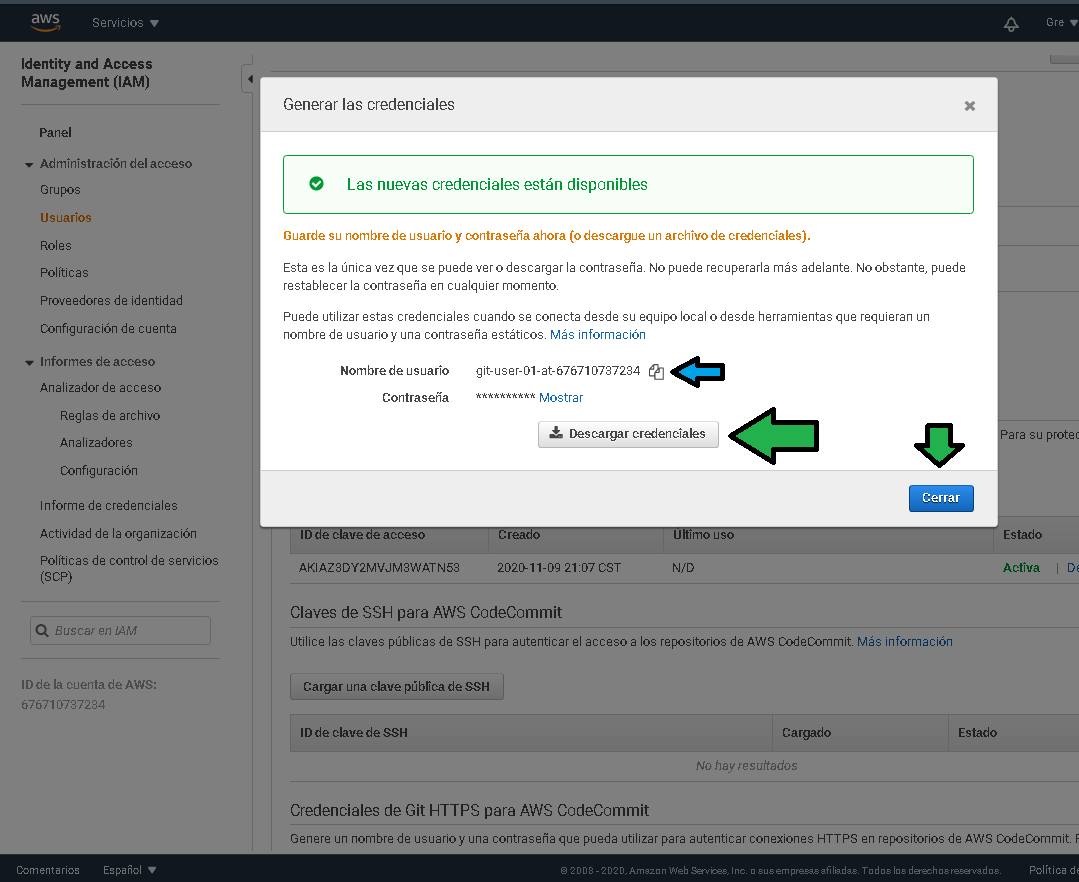 aws Servicios Gre
Identity and Access
Management (IAM)
Panel
Administración del acceso
Grupos
Usuarios
Roles
Políticas
Proveedores de identidad
Configuración de cuenta
Informes de acceso
Analizador de acceso
Reglas de archivo
Analizadores
Configuración
Informe de credenciales
Actividad de la organización
Políticas de control de servicios
(SCP)
Buscar en IAM
ID de la cuenta de AWS:
676710737234
Generar las credenciales
Las nuevas credenciales están disponibles
Guarde su nombre de usuario y contraseña ahora (o descargue un archivo de credenciales).
Esta es la única vez que se puede ver o descargar la contraseña. No puede recuperarla más adelante. No obstante, puede
restablecer la contraseña en cualquier momento.
Puede utilizar estas credenciales cuando se conecta desde su equipo local o desde herramientas que requieran un
nombre de usuario y una contraseña estáticos. Más información
Nombre de usuario git-user-01-at-676710737234
Contraseña ********** Mostrar
Descargar credenciales
Cerrar
Para su protec
ID de clave de acceso Creado Último uso Estado
AKIAZ3DY2MVJM3WATN53 2020-11-09 21:07 CST N/D Activa | De
Claves de SSH para AWS CodeCommit
Utilice las claves públicas de SSH para autenticar el acceso a los repositorios de AWS CodeCommit. Más información
Cargar una clave pública de SSH
ID de clave de SSH Cargado Estado
No hay resultados
Credenciales de Git HTTPS para AWS CodeCommit
Genere un nombre de usuario y una contraseña que pueda utilizar para autenticar conexiones HTTPS en repositorios de AWS CodeCommit.
Comentarios Español © 2008 - 2020, Amazon Web Services, Inc. o sus empresas afiliadas. Todos los derechos reservados. Política de